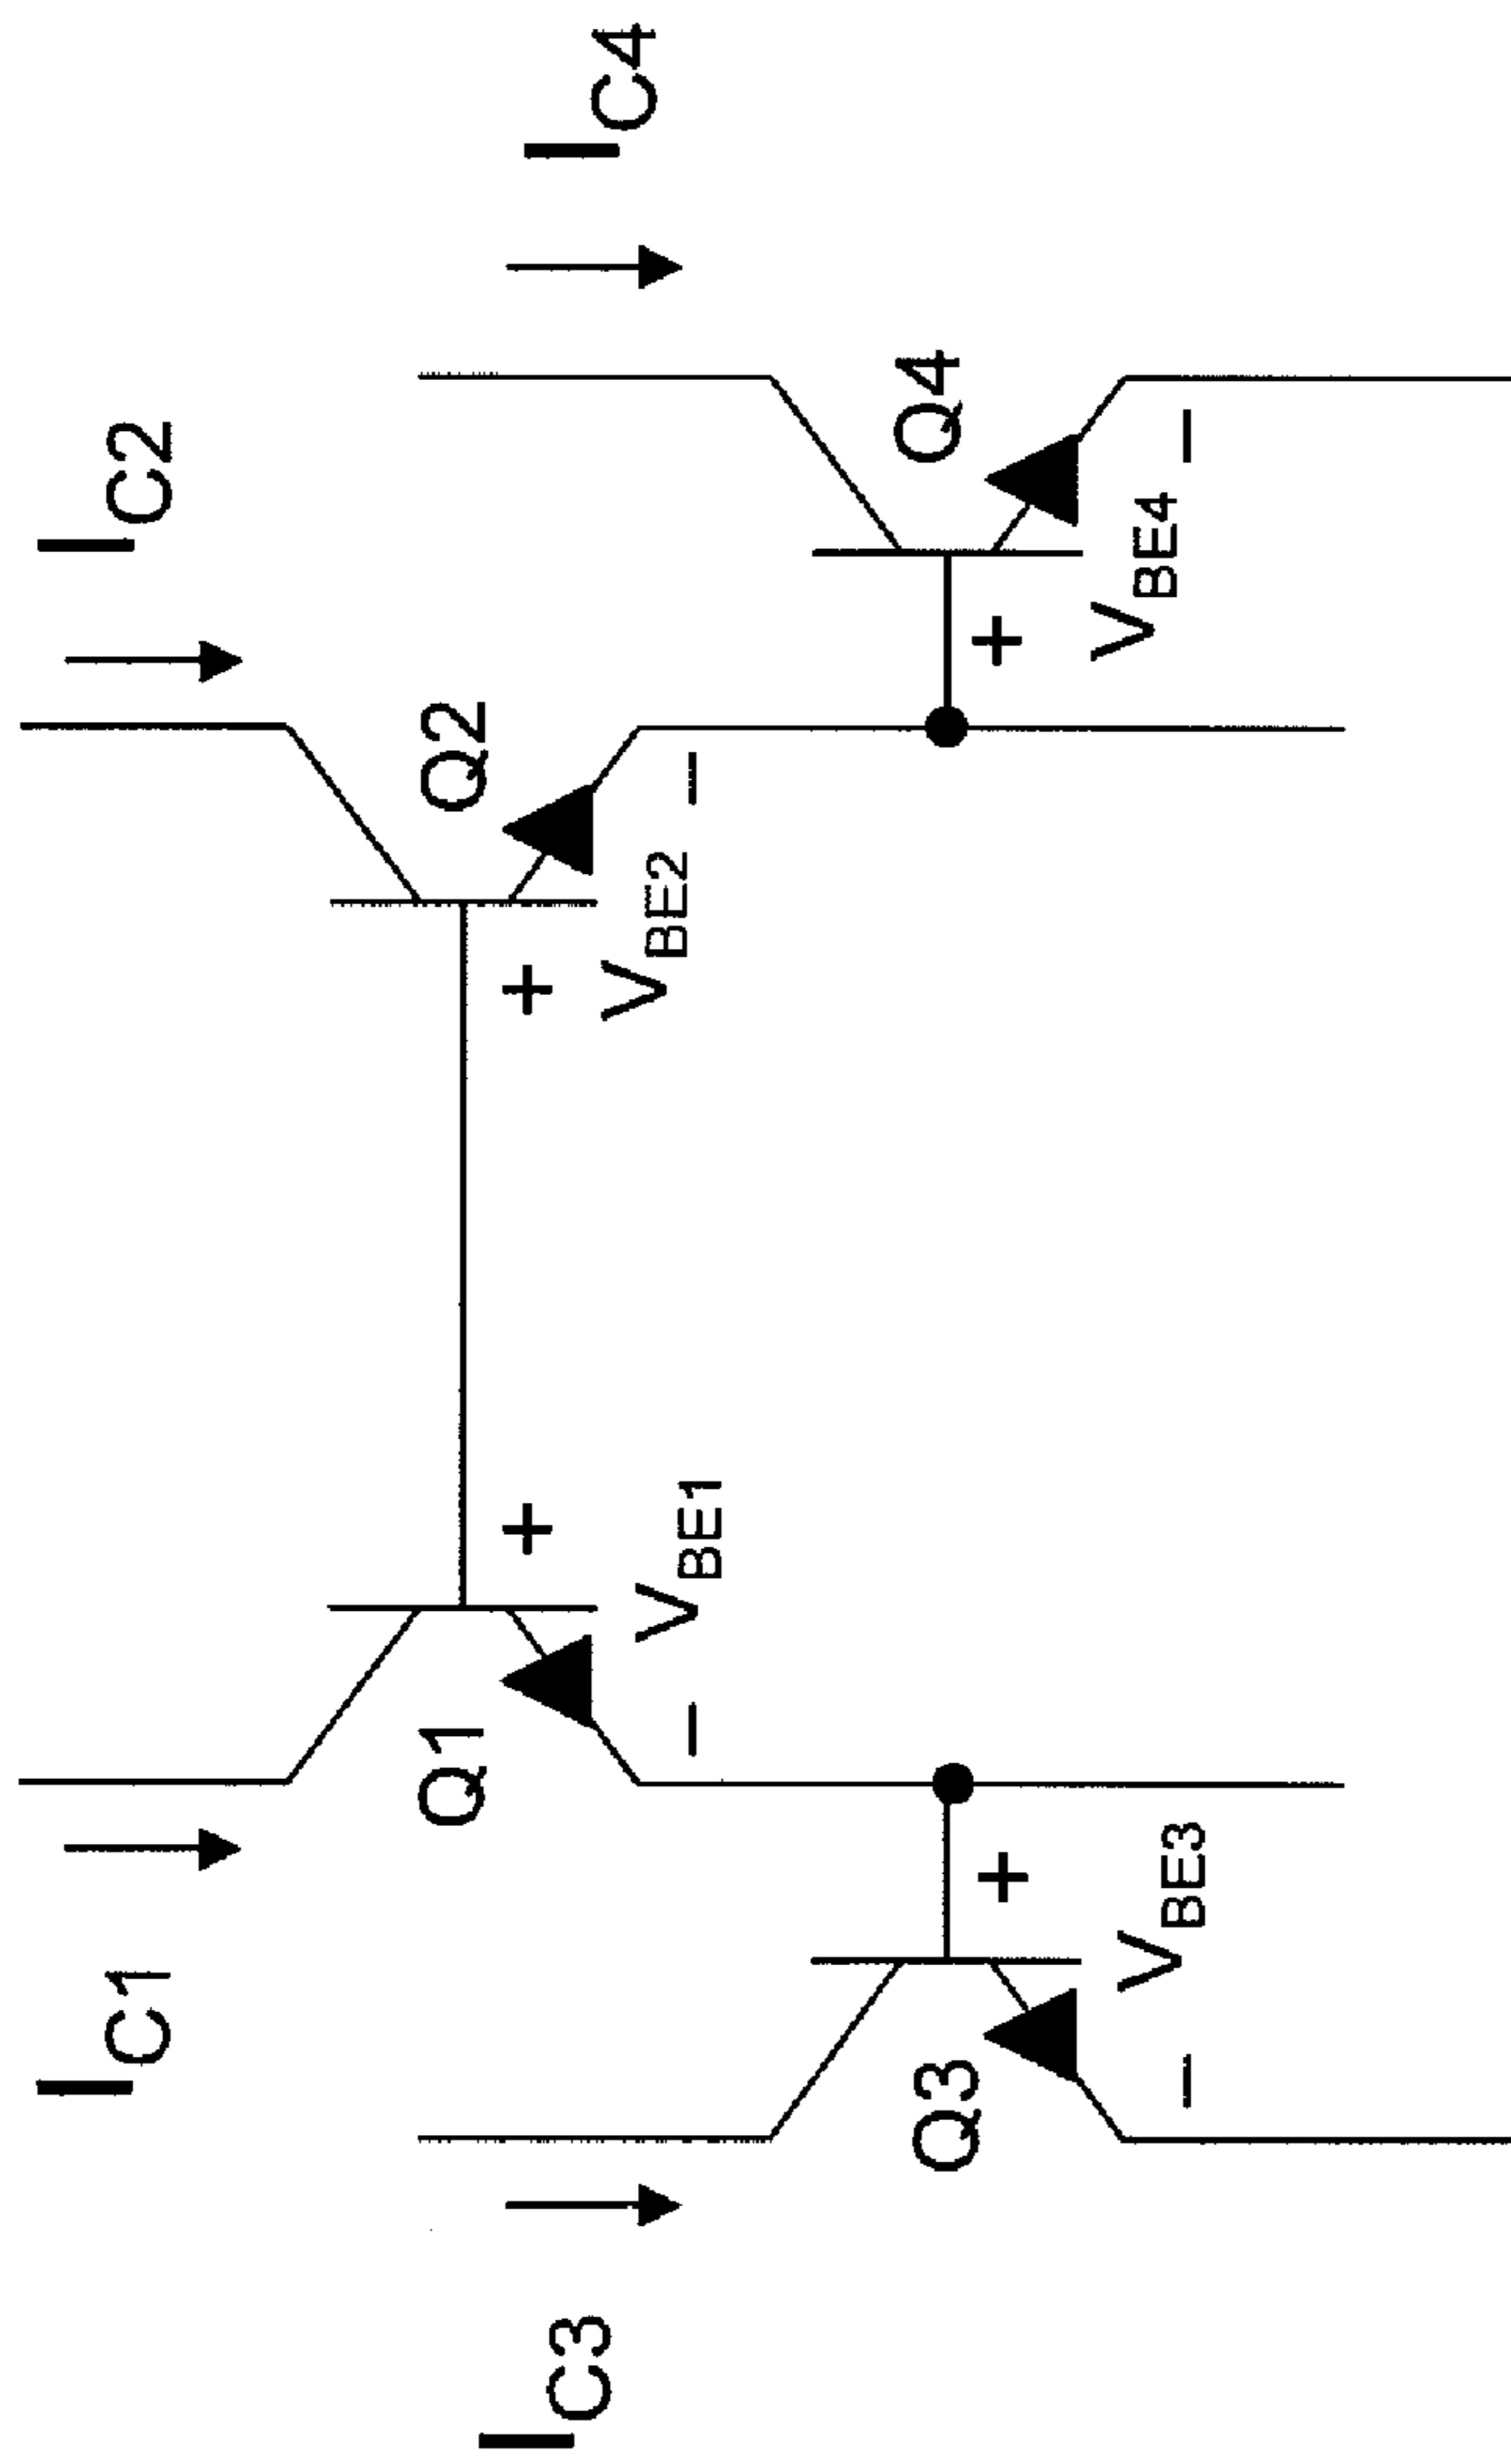 I_C1
I_C2
I_C3
I_C4
Q1
Q2
+
+
V_BE1
V_BE2
−
−
Q3
Q4
+
+
V_BE3
V_BE4
−
−